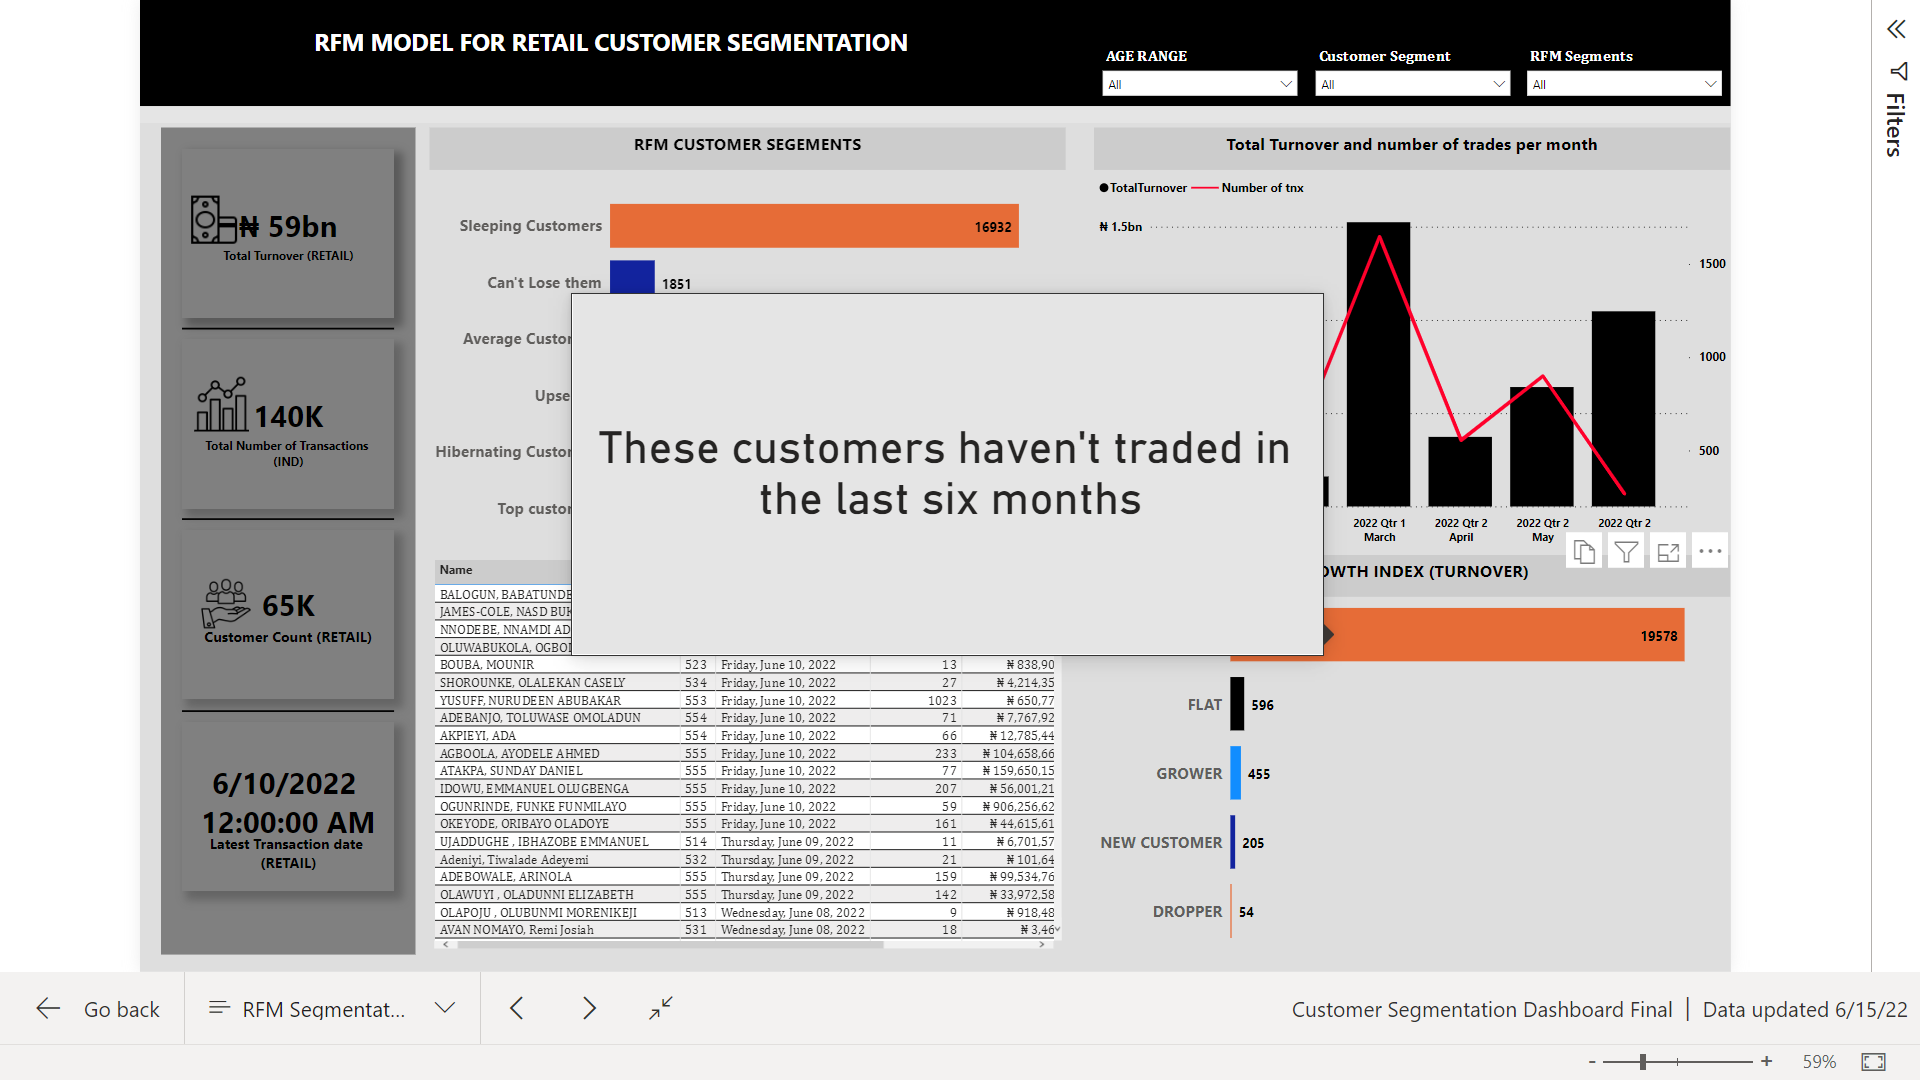 RFM MODEL FOR RETAIL CUSTOMER SEGMENTATION
AGE RANGE
All
Customer Segment
All
RFM Segments
All
Filters
₦ 59bn
Total Turnover (RETAIL)
140K
Total Number of Transactions
(IND)
65K
Customer Count (RETAIL)
6/10/2022
12:00:00 AM
Latest Transaction date
(RETAIL)
RFM CUSTOMER SEGEMENTS
Sleeping Customers 16932
Can't Lose them 1851
Average Custor
Upse
Hibernating Custor
Top custor
These customers haven't traded in
the last six months
Total Turnover and number of trades per month
TotalTurnover Number of tnx
₦ 1.5bn
1500
1000
500
2022 Qtr 1
March
2022 Qtr 2
April
2022 Qtr 2
May
2022 Qtr 2
Name
BALOGUN, BABATUNDE
JAMES-COLE, NASD BUK
NNODEBE, NNAMDI AD
OLUWABUKOLA, OGBO
BOUBA, MOUNIR 523 Friday, June 10, 2022 13 ₦ 838,90
SHOROUNKE, OLALEKAN CASELY 534 Friday, June 10, 2022 27 ₦ 4,214,35
YUSUFF, NURUDEEN ABUBAKAR 553 Friday, June 10, 2022 1023 ₦ 650,77
ADEBANJO, TOLUWASE OMOLADUN 554 Friday, June 10, 2022 71 ₦ 7,767,92
AKPIEYI, ADA 554 Friday, June 10, 2022 66 ₦ 12,785,44
AGBOOLA, AYODELE AHMED 555 Friday, June 10, 2022 233 ₦ 104,658,66
ATAKPA, SUNDAY DANIEL 555 Friday, June 10, 2022 77 ₦ 159,650,15
IDOWU, EMMANUEL OLUGBENGA 555 Friday, June 10, 2022 207 ₦ 56,001,21
OGUNRINDE, FUNKE FUNMILAYO 555 Friday, June 10, 2022 59 ₦ 906,256,62
OKEYODE, ORIBAYO OLADOYE 555 Friday, June 10, 2022 161 ₦ 44,615,61
UJADDUGHE , IBHAZOBE EMMANUEL 514 Thursday, June 09, 2022 11 ₦ 6,701,57
Adeniyi, Tiwalade Adeyemi 532 Thursday, June 09, 2022 21 ₦ 101,64
ADEBOWALE, ARINOLA 555 Thursday, June 09, 2022 159 ₦ 99,534,76
OLAWUYI , OLADUNNI ELIZABETH 555 Thursday, June 09, 2022 142 ₦ 33,972,58
OLAPOJU , OLUBUNMI MORENIKEJI 513 Wednesday, June 08, 2022 9 ₦ 918,48
AVAN NOMAYO, Remi Josiah 531 Wednesday, June 08, 2022 18 ₦ 3,46
OWTH INDEX (TURNOVER)
19578
FLAT 596
GROWER 455
NEW CUSTOMER 205
DROPPER 54
Go back
RFM Segmentat...
Customer Segmentation Dashboard Final | Data updated 6/15/22
- + 59%